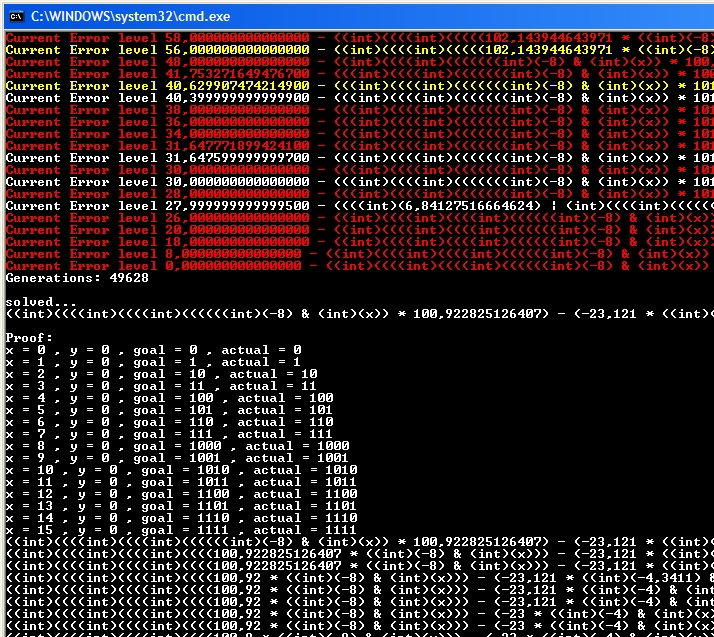 C:\WINDOWS\system32\cmd.exe
Current Error level 58,000000000000000 - ((int)((((int)(((((102,143944643971 * ((int)(-8)
Current Error level 56,000000000000000 - ((int)((((int)(((((102,143944643971 * ((int)(-8)
Current Error level 48,000000000000000 - ((int)((((int)(((((((int)(-8) & (int)(x)) * 100,
Current Error level 41,753271649476700 - ((int)((((int)(((((((int)(-8) & (int)(x)) * 100
Current Error level 40,629907474214900 - ((int)((((int)(((((((int)(-8) & (int)(x)) * 101
Current Error level 40,399999999999900 - ((int)((((int)(((((((int)(-8) & (int)(x)) * 101
Current Error level 38,000000000000000 - ((int)((((int)(((((((int)(-8) & (int)(x)) * 101
Current Error level 36,000000000000000 - ((int)((((int)(((((((int)(-8) & (int)(x)) * 101
Current Error level 34,000000000000000 - ((int)((((int)(((((((int)(-8) & (int)(x)) * 101
Current Error level 31,647771899424100 - (((int)((((int)(((((((int)(-8) & (int)(x)) * 10
Current Error level 31,647599999999700 - (((int)((((int)(((((((int)(-8) & (int)(x)) * 10
Current Error level 30,000000000000000 - ((int)((((int)(((((((int)(-8) & (int)(x)) * 101
Current Error level 30,000000000000000 - ((int)((((int)(((((((int)(-8) & (int)(x)) * 101
Current Error level 28,000000000000000 - ((int)((((int)(((((((int)(-8) & (int)(x)) * 101
Current Error level 27,999999999999500 - ((((int)(6,84127516664624) ¦ (int)((((int)((((((
Current Error level 26,000000000000000 - ((int)((((int)((((int)((((((int)(-8) & (int)(x))
Current Error level 20,000000000000000 - ((int)((((int)((((int)((((((int)(-8) & (int)(x))
Current Error level 18,000000000000000 - ((int)((((int)((((int)((((((int)(-8) & (int)(x))
Current Error level 8,0000000000000000 - ((int)((((int)((((int)((((((int)(-8) & (int)(x))
Current Error level 0,0000000000000000 - ((int)((((int)((((int)((((((int)(-8) & (int)(x))
Generations: 49628
solved...
((int)((((int)((((int)((((((int)(-8) & (int)(x)) * 100,922825126407) - (-23,121 * ((int)
Proof:
x = 0 , y = 0 , goal = 0 , actual = 0
x = 1 , y = 0 , goal = 1 , actual = 1
x = 2 , y = 0 , goal = 10 , actual = 10
x = 3 , y = 0 , goal = 11 , actual = 11
x = 4 , y = 0 , goal = 100 , actual = 100
x = 5 , y = 0 , goal = 101 , actual = 101
x = 6 , y = 0 , goal = 110 , actual = 110
x = 7 , y = 0 , goal = 111 , actual = 111
x = 8 , y = 0 , goal = 1000 , actual = 1000
x = 9 , y = 0 , goal = 1001 , actual = 1001
x = 10 , y = 0 , goal = 1010 , actual = 1010
x = 11 , y = 0 , goal = 1011 , actual = 1011
x = 12 , y = 0 , goal = 1100 , actual = 1100
x = 13 , y = 0 , goal = 1101 , actual = 1101
x = 14 , y = 0 , goal = 1110 , actual = 1110
x = 15 , y = 0 , goal = 1111 , actual = 1111
((int)((((int)((((int)((((((int)(-8) & (int)(x)) * 100,922825126407) - (-23,121 * ((int)
((int)((((int)((((int)((((100,922825126407 * ((int)(-8) & (int)(x))) - (-23,121 * ((int)
((int)((((int)((((int)((((100,922825126407 * ((int)(-8) & (int)(x))) - (-23,121 * ((int)
((int)((((int)((((int)((((100,92 * ((int)(-8) & (int)(x))) - (-23,121 * ((int)(-4,3411) &
((int)((((int)((((int)((((100,92 * ((int)(-8) & (int)(x))) - (-23,121 * ((int)(-4) & (int)
((int)((((int)((((int)((((100,92 * ((int)(-8) & (int)(x))) - (-23,121 * ((int)(-4) & (int)
((int)((((int)((((int)((((100,92 * ((int)(-8) & (int)(x))) - (-23 * ((int)(-4) & (int)(x)
((int)((((int)((((int)((((100,92 * ((int)(-8) & (int)(x))) - (-23 * ((int)(-4) & (int)(x)